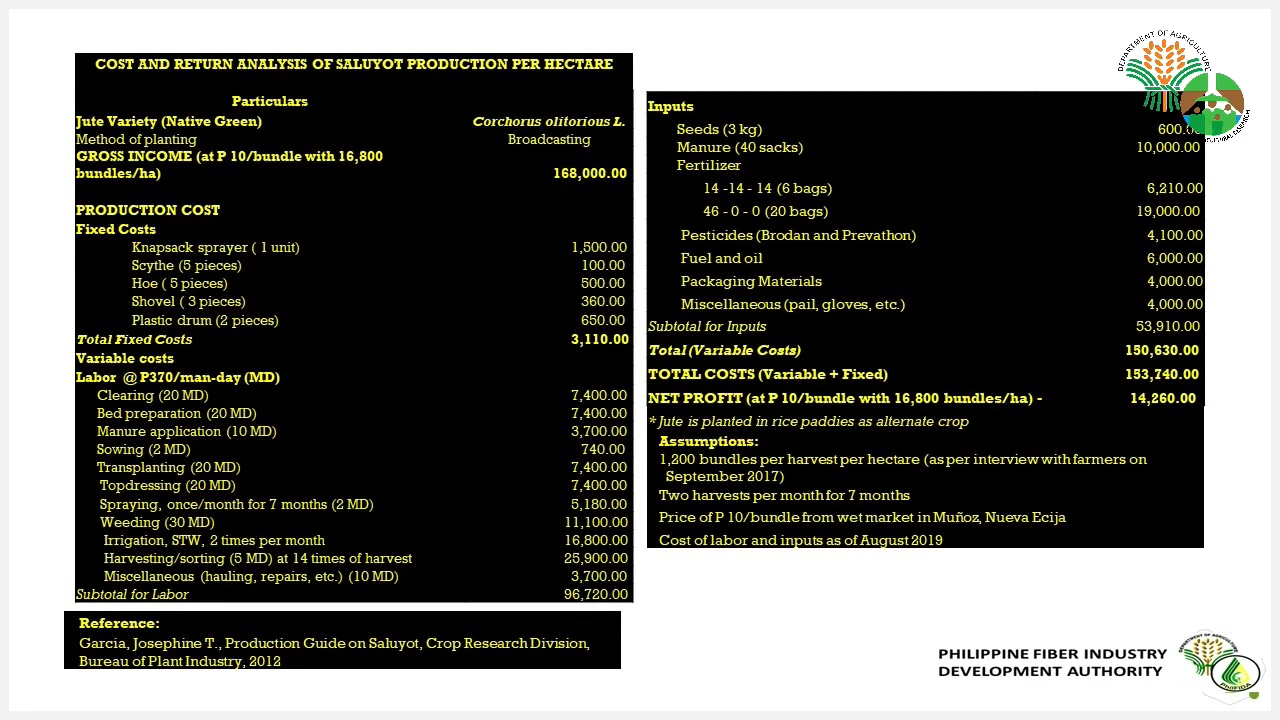 COST AND RETURN ANALYSIS OF SALUYOT PRODUCTION PER HECTARE
Particulars
Jute Variety (Native Green) Corchorus olitorious L.
Method of planting Broadcasting
GROSS INCOME (at P 10/bundle with 16,800
bundles/ha) 168,000.00
PRODUCTION COST
Fixed Costs
Knapsack sprayer ( 1 unit) 1,500.00
Scythe (5 pieces) 100.00
Hoe ( 5 pieces) 500.00
Shovel ( 3 pieces) 360.00
Plastic drum (2 pieces) 650.00
Total Fixed Costs 3,110.00
Variable costs
Labor @ P370/man-day (MD)
Clearing (20 MD) 7,400.00
Bed preparation (20 MD) 7,400.00
Manure application (10 MD) 3,700.00
Sowing (2 MD) 740.00
Transplanting (20 MD) 7,400.00
Topdressing (20 MD) 7,400.00
Spraying, once/month for 7 months (2 MD) 5,180.00
Weeding (30 MD) 11,100.00
Irrigation, STW, 2 times per month 16,800.00
Harvesting/sorting (5 MD) at 14 times of harvest 25,900.00
Miscellaneous (hauling, repairs, etc.) (10 MD) 3,700.00
Subtotal for Labor 96,720.00
Reference:
Garcia, Josephine T., Production Guide on Saluyot, Crop Research Division,
Bureau of Plant Industry, 2012
DEPARTMENT OF AGRICULTURE
Inputs
Seeds (3 kg) 600.00
Manure (40 sacks) 10,000.00
Fertilizer
14 -14 - 14 (6 bags) 6,210.00
46 - 0 - 0 (20 bags) 19,000.00
Pesticides (Brodan and Prevathon) 4,100.00
Fuel and oil 6,000.00
Packaging Materials 4,000.00
Miscellaneous (pail, gloves, etc.) 4,000.00
Subtotal for Inputs 53,910.00
Total (Variable Costs) 150,630.00
TOTAL COSTS (Variable + Fixed) 153,740.00
NET PROFIT (at P 10/bundle with 16,800 bundles/ha) - 14,260.00
* Jute is planted in rice paddies as alternate crop
Assumptions:
1,200 bundles per harvest per hectare (as per interview with farmers on
September 2017)
Two harvests per month for 7 months
Price of P 10/bundle from wet market in Muñoz, Nueva Ecija
Cost of labor and inputs as of August 2019
PHILIPPINE FIBER INDUSTRY
DEVELOPMENT AUTHORITY
DEPARTMENT OF AGRICULTURE
PhilFIDA